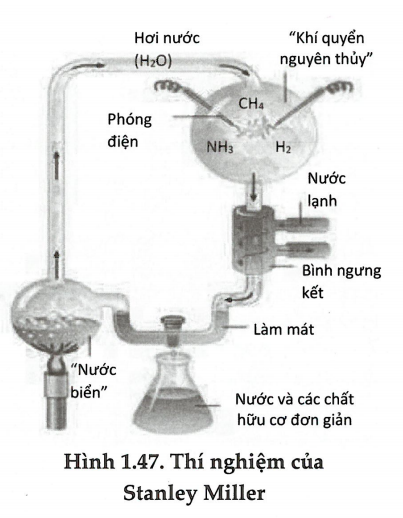 Hơi nước
(H₂O)
“Khí quyển
nguyên thủy”
Phóng
điện
CH₄
NH₃
H₂
Nước
lạnh
Bình ngưng
kết
Làm mát
“Nước
biển”
Nước và các chất
hữu cơ đơn giản
Hình 1.47. Thí nghiệm của
Stanley Miller